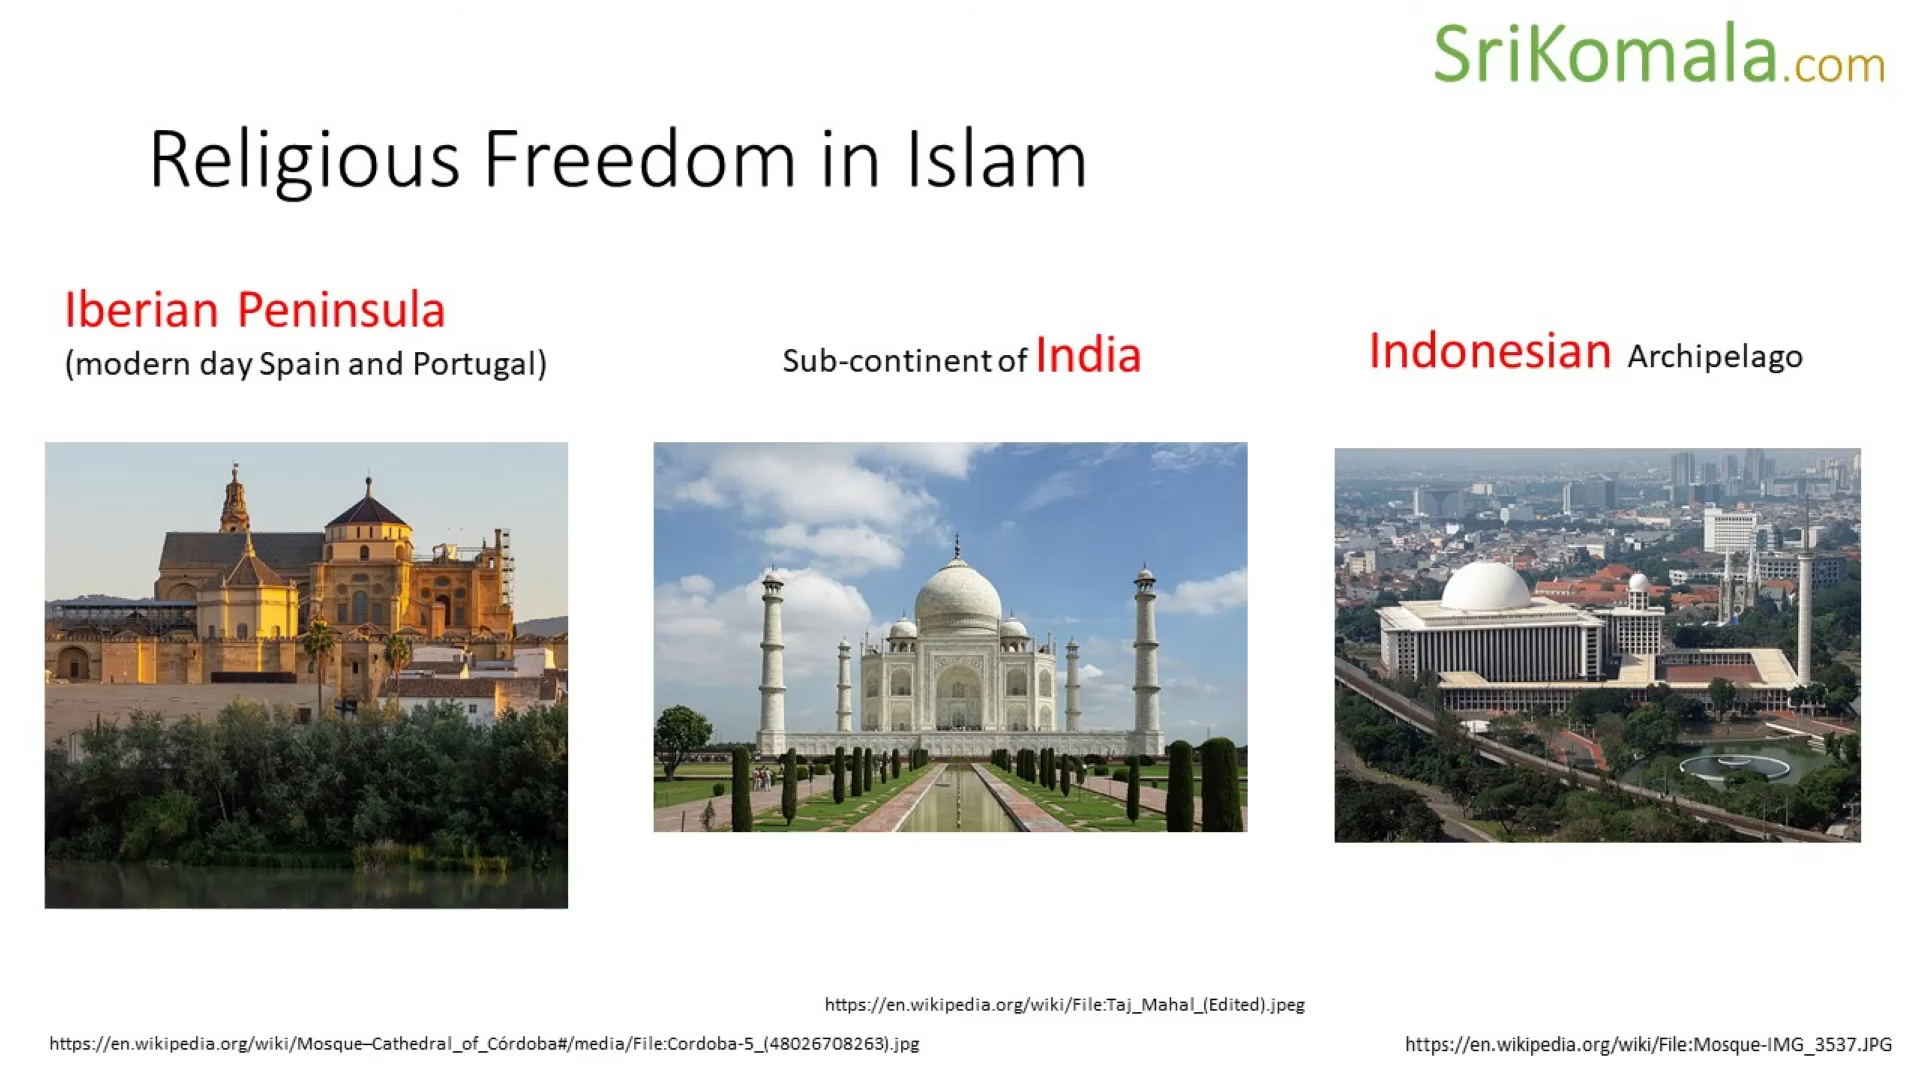 SriKomala.com
Religious Freedom in Islam
Iberian Peninsula
(modern day Spain and Portugal)
Sub-continent of India
Indonesian Archipelago
https://en.wikipedia.org/wiki/File:Taj_Mahal_(Edited).jpeg
https://en.wikipedia.org/wiki/Mosque–Cathedral_of_Córdoba#/media/File:Cordoba-5_(48026708263).jpg
https://en.wikipedia.org/wiki/File:Mosque-IMG_3537.JPG